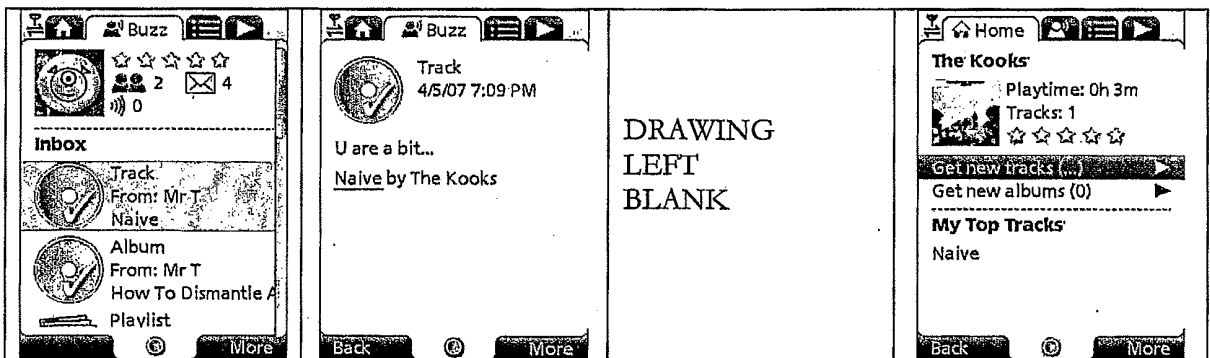 Buzz
2 4
0
Inbox
Track
From: Mr T
Naive
Album
From: Mr T
How To Dismantle A
Playlist
More
Buzz
Track
4/5/07 7:09 PM
U are a bit...
Naive by The Kooks
Back More
DRAWING
LEFT
BLANK
Home
The Kooks
Playtime: 0h 3m
Tracks: 1
Get new tracks (...)
Get new albums (0)
My Top Tracks
Naive
Back More